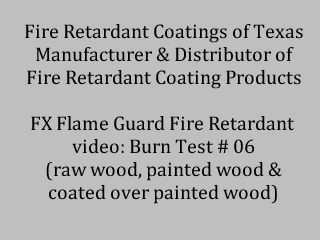 Fire Retardant Coatings of Texas
Manufacturer & Distributor of
Fire Retardant Coating Products
FX Flame Guard Fire Retardant
video: Burn Test # 06
(raw wood, painted wood &
coated over painted wood)